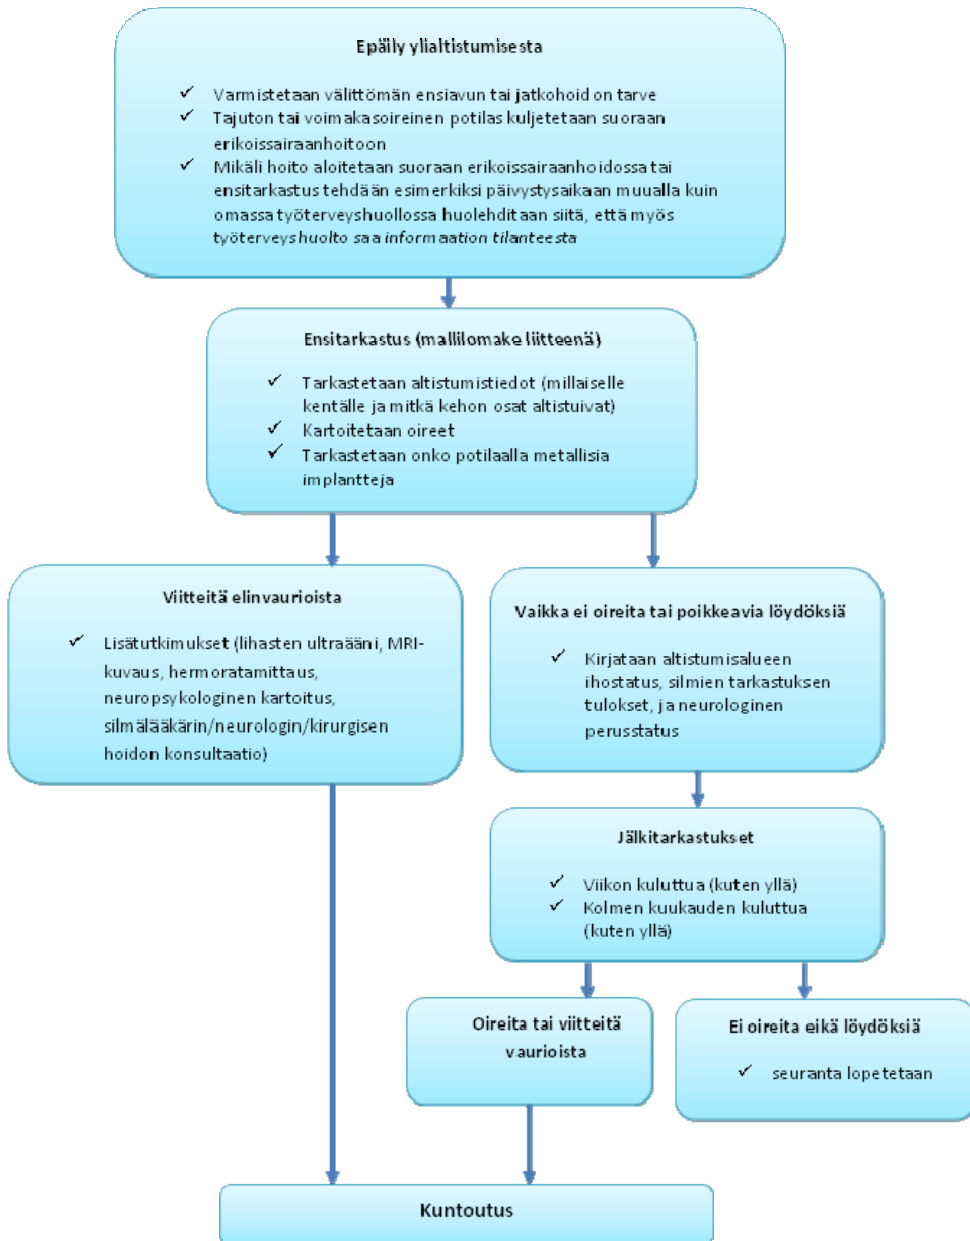 Epäily ylialtistumisesta
✓ Varmistetaan välittömän ensiavun tai jatkohoidon tarve
✓ Tajuton tai voimakasoireinen potilas kuljetetaan suoraan
erikoissairaanhoitoon
✓ Mikäli hoito aloitetaan suoraan erikoissairaanhoidossa tai
ensitarkastus tehdään esimerkiksi päivystysaikaan muualla kuin
omassa työterveyshuollossa huolehditaan siitä, että myös
työterveyshuolto saa informaation tilanteesta
Ensitarkastus (mallilomake liitteenä)
✓ Tarkastetaan altistumistiedot (millaiselle
kentälle ja mitkä kehon osat altistuivat)
✓ Kartoitetaan oireet
✓ Tarkastetaan onko potilaalla metallisia
implantteja
Viitteitä elinvaurioista
✓ Lisätutkimukset (lihasten ultraääni, MRI-
kuvaus, hermoratamittaus,
neuropsykologinen kartoitus,
silmälääkärin/neurologin/kirurgisen
hoidon konsultaatio)
Vaikka ei oireita tai poikkeavia löydöksiä
✓ Kirjataan altistumisalueen
ihostatus, silmien tarkastuksen
tulokset, ja neurologinen
perusstatus
Jälkitarkastukset
✓ Viikon kuluttua (kuten yllä)
✓ Kolmen kuukauden kuluttua
(kuten yllä)
Oireita tai viitteitä
vaurioista
Ei oireita eikä löydöksiä
✓ seuranta lopetetaan
Kuntoutus